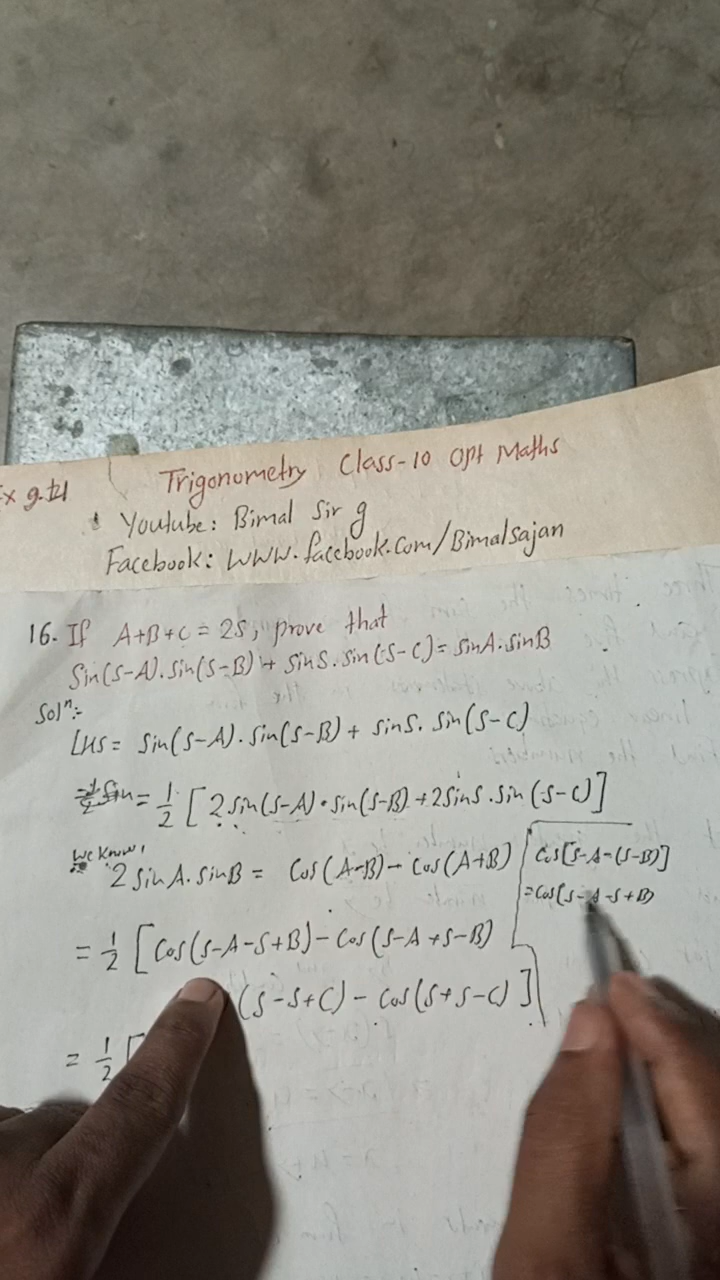 Ex 9.
Trigonometry Class-10 Opt Maths
Youtube: Bimal Sir g
Facebook: WWW.facebook.Com/Bimalsajan
16. If A+B+C = 2S, prove that
Sin(S-A).sin(S-B)+ sinS.sin(S-C)= sinA.sinB
Solⁿ:-
LHS = sin(S-A).sin(S-B)+ sinS. sin(S-C)
= 1/2 [2sin(S-A).sin(S-B)+2sinS.sin(S-C)]
We know,
2 sinA.sinB = Cos(A-B)- cos(A+B)
Cos[S-A-(S-B)]
=Cos(S-A-S+B)
= 1/2 [Cos(S-A-S+B)-Cos(S-A+S-B)
(S-S+C)- Cos(S+S-C)]
= 1/2 [